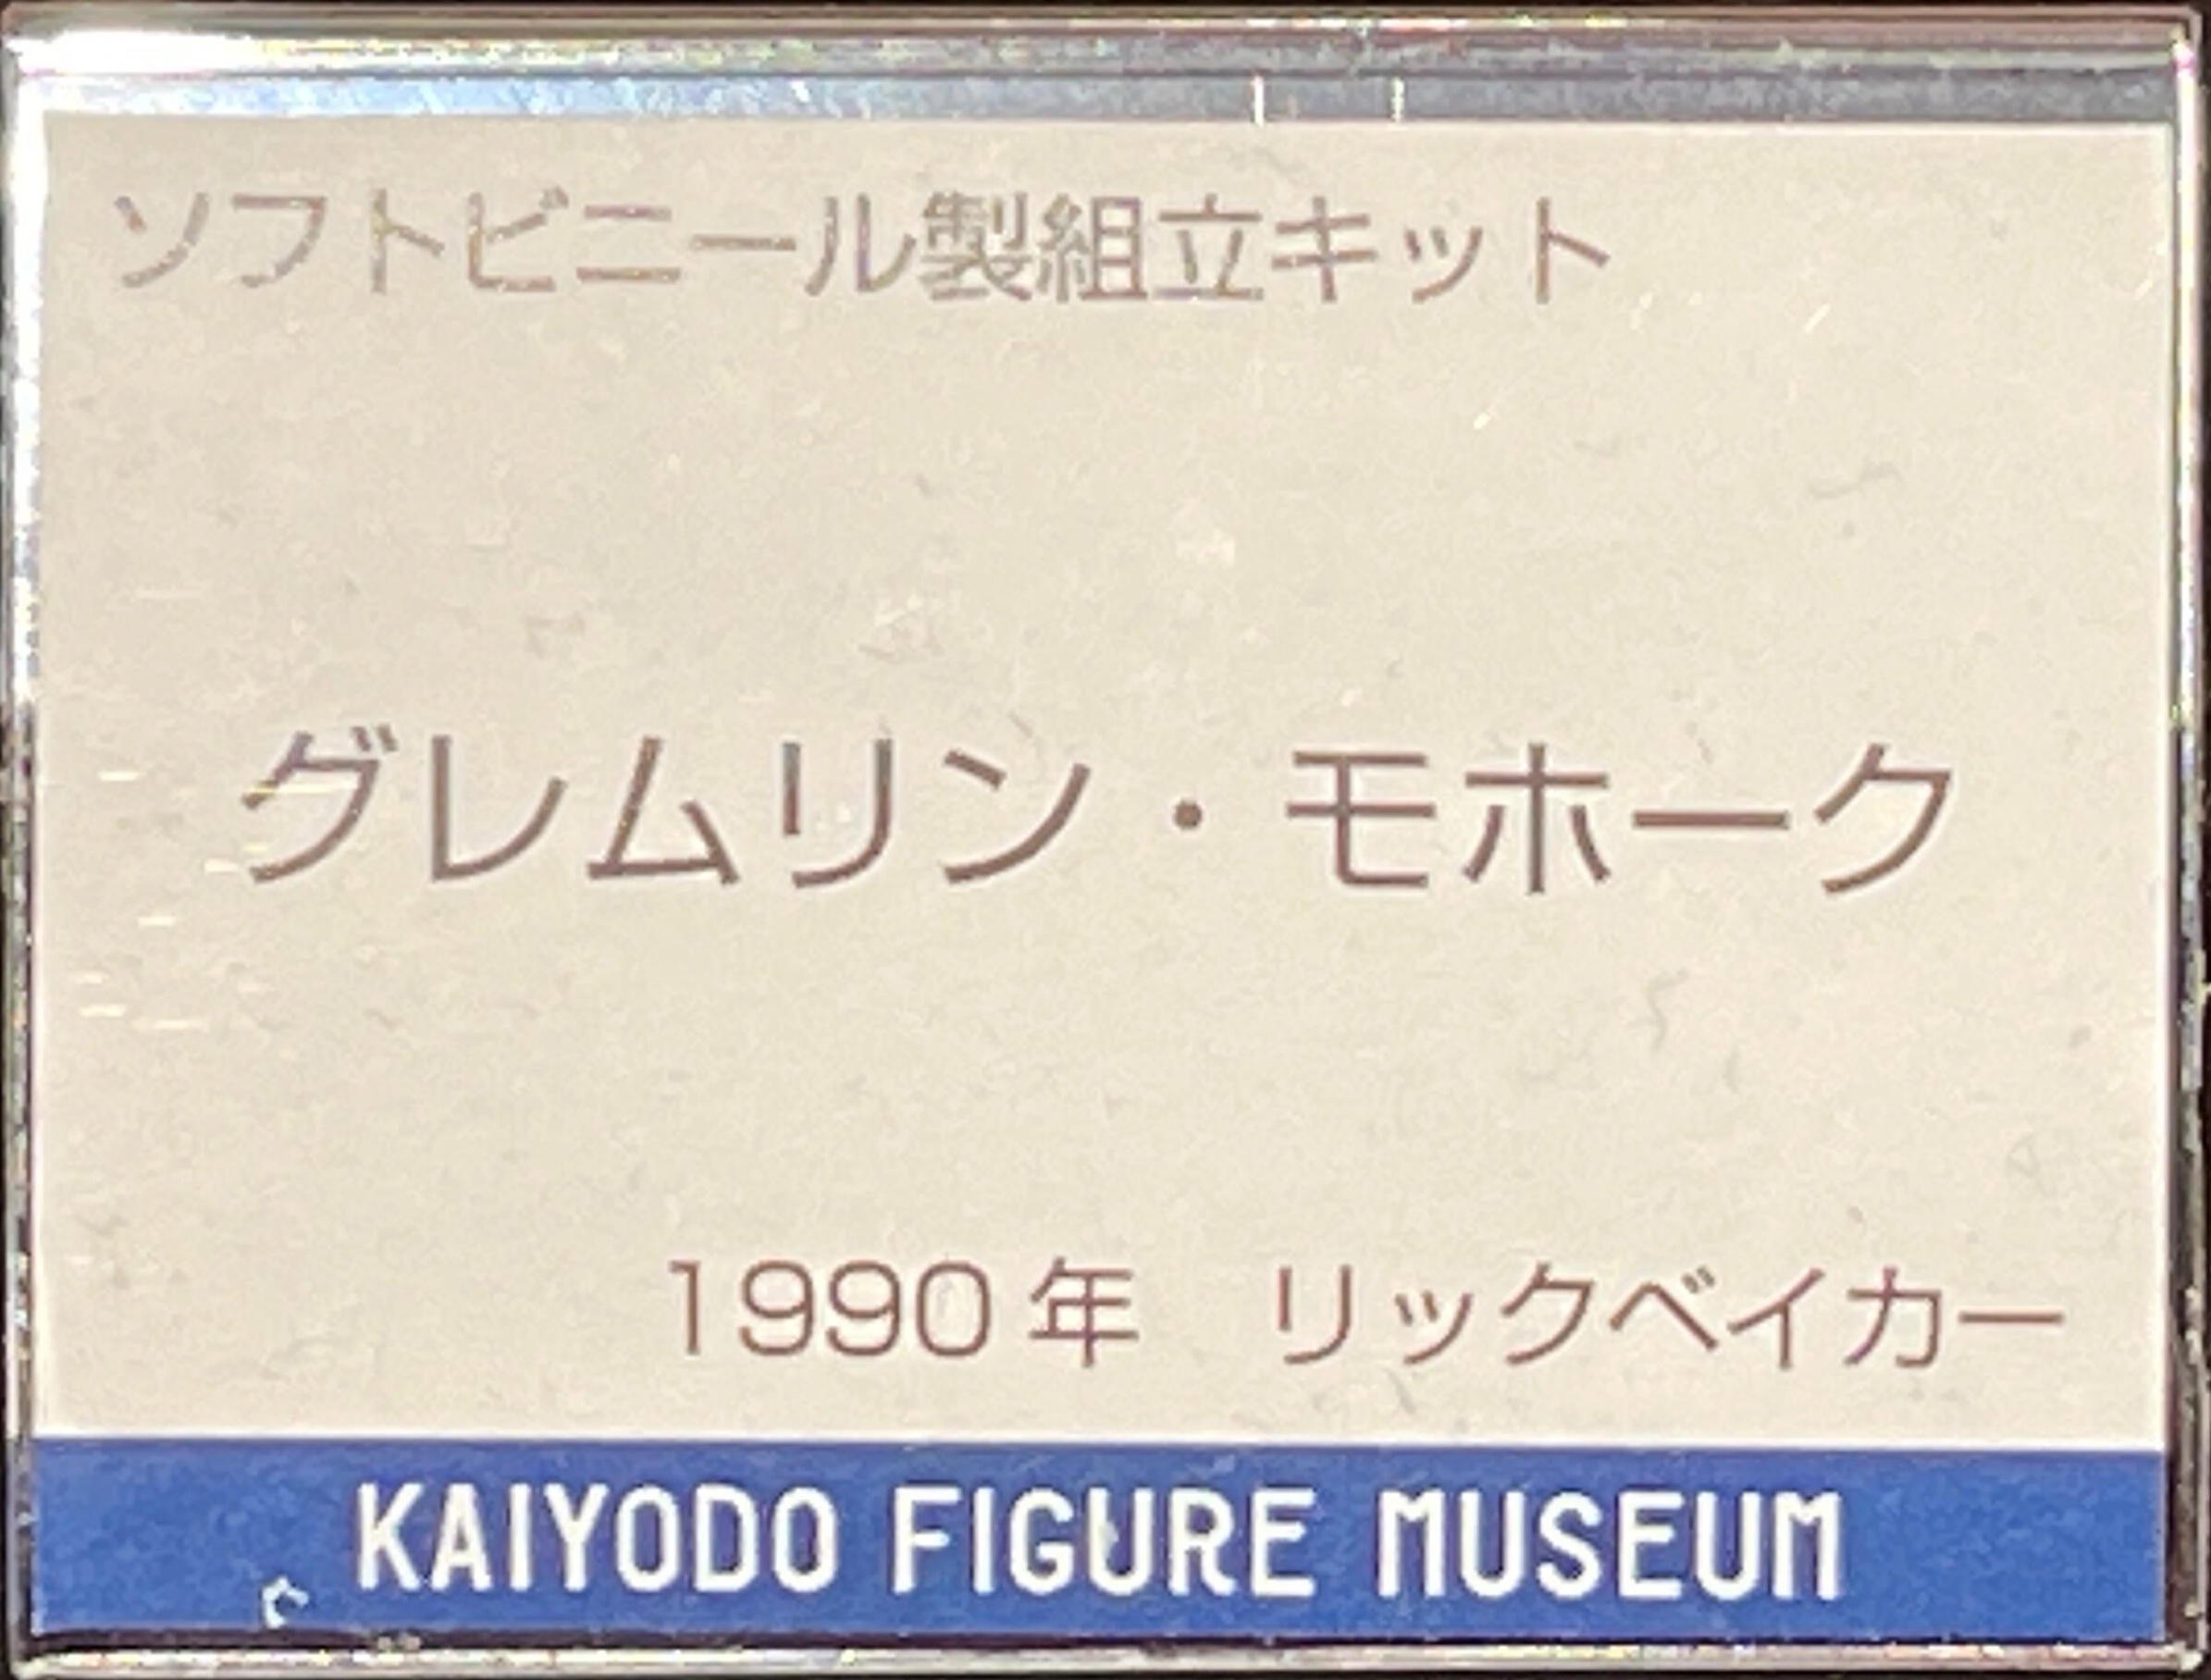 ソフトビニール製組立キット
グレムリン・モホーク
1990年　リックベイカー
KAIYODO FIGURE MUSEUM